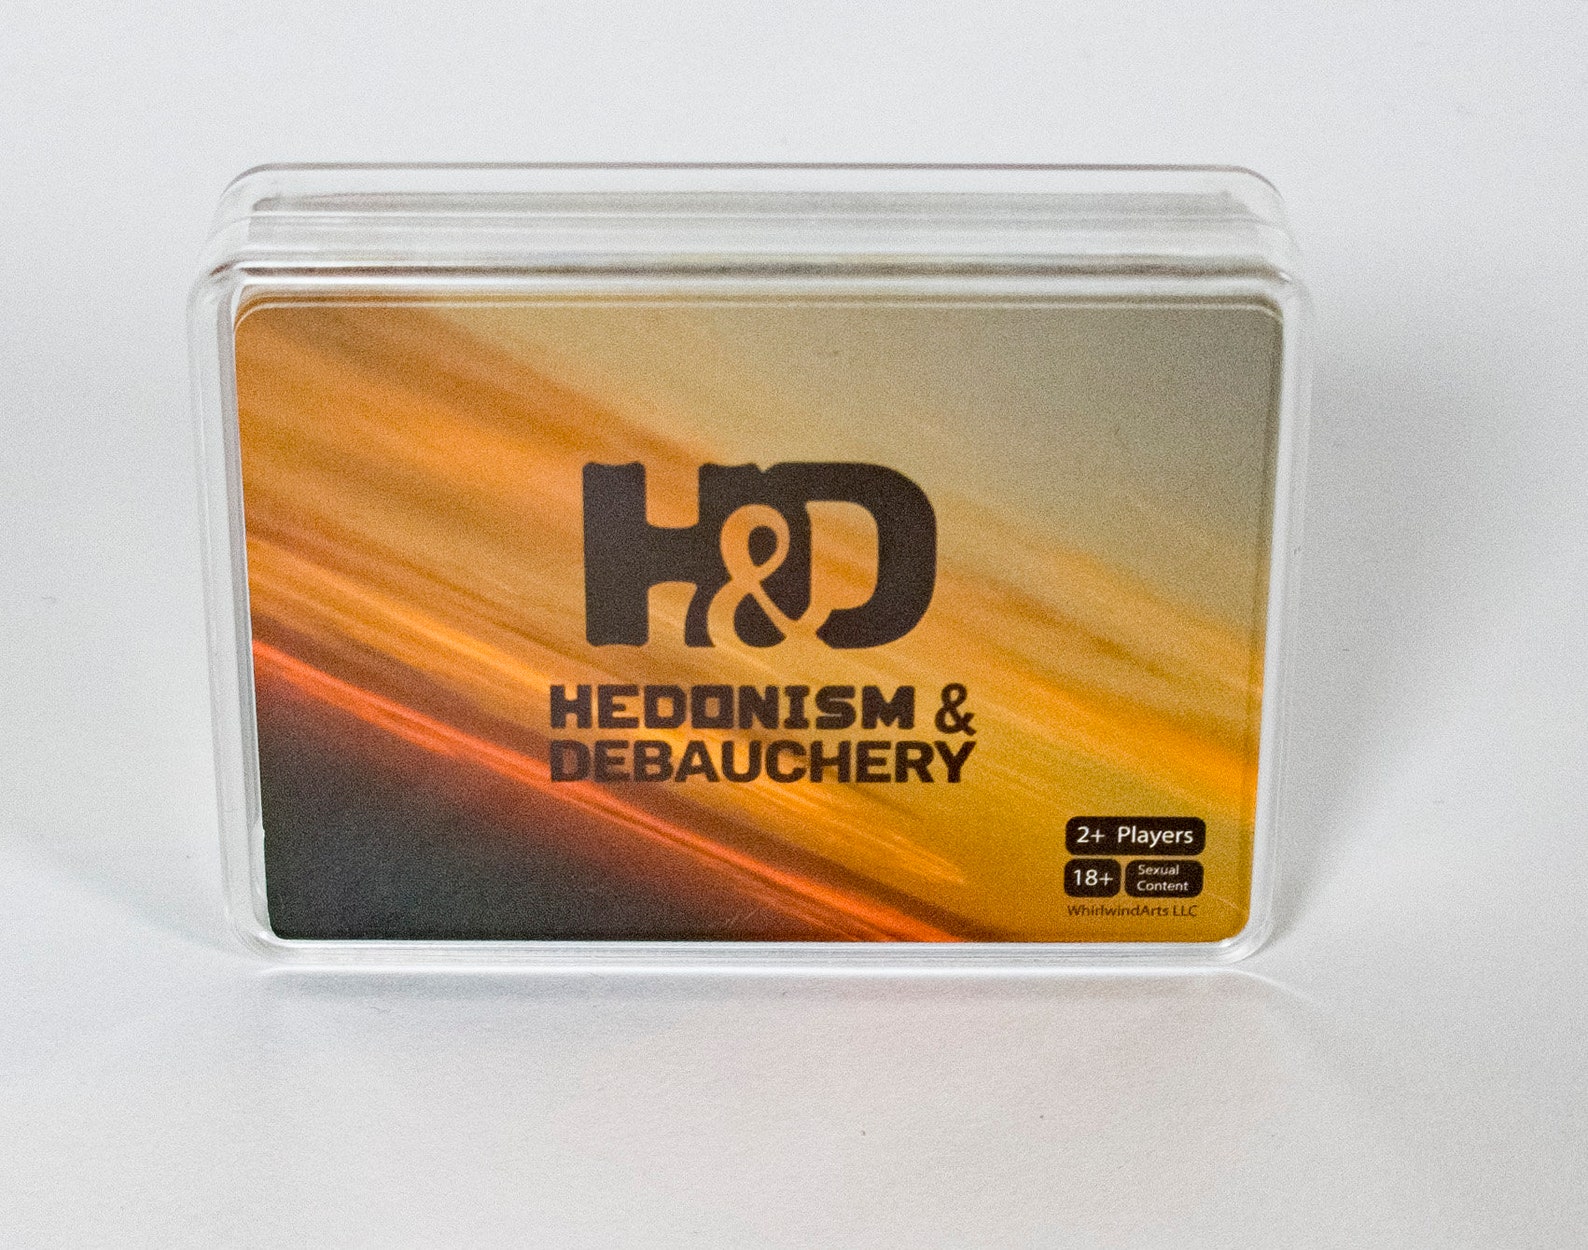 H&D
HEDONISM &
DEBAUCHERY
2+ Players
18+
Sexual
Content
WhirlwindArts LLC